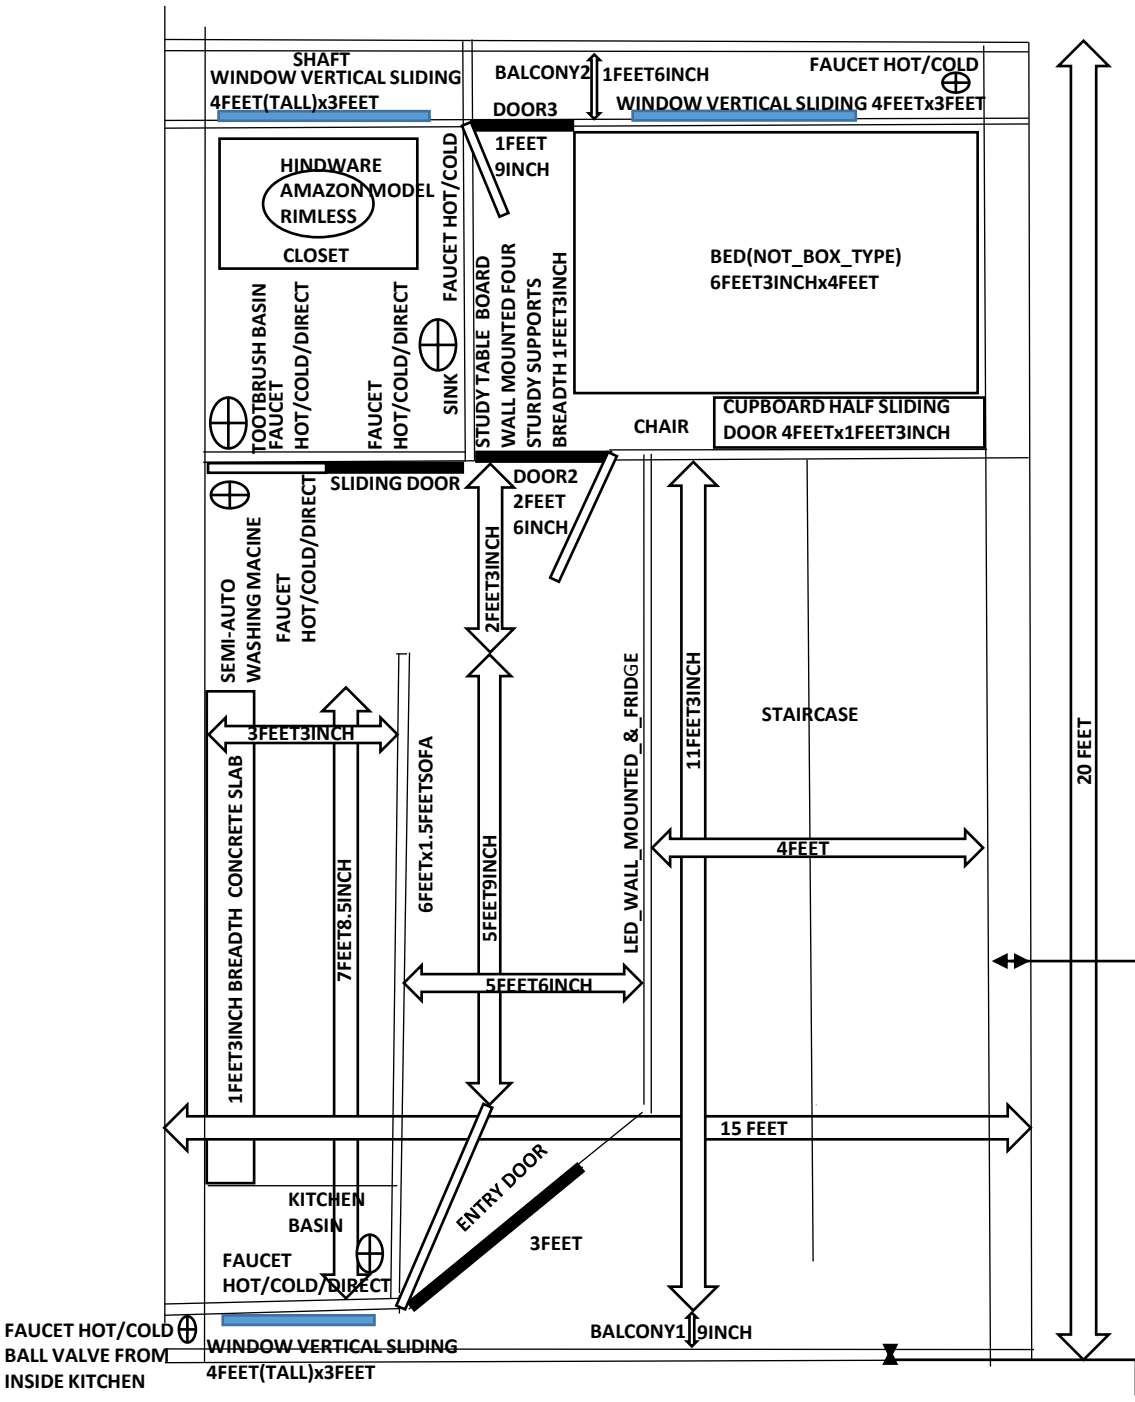 SHAFT
WINDOW VERTICAL SLIDING
4FEET(TALL)x3FEET
BALCONY2
1FEET6INCH
FAUCET HOT/COLD
DOOR3
WINDOW VERTICAL SLIDING 4FEETx3FEET
1FEET
9INCH
HINDWARE
AMAZON MODEL
RIMLESS
CLOSET
FAUCET HOT/COLD
SINK
BED(NOT_BOX_TYPE)
6FEET3INCHx4FEET
STUDY TABLE BOARD
WALL MOUNTED FOUR
STURDY SUPPORTS
BREADTH 1FEET3INCH
TOOTBRUSH BASIN
FAUCET
HOT/COLD/DIRECT
FAUCET
HOT/COLD/DIRECT
CHAIR
CUPBOARD HALF SLIDING
DOOR 4FEETx1FEET3INCH
SLIDING DOOR
DOOR2
2FEET
6INCH
2FEET3INCH
SEMI-AUTO
WASHING MACINE
FAUCET
HOT/COLD/DIRECT
LED_WALL_MOUNTED_&_FRIDGE
11FEET3INCH
STAIRCASE
20 FEET
3FEET3INCH
6FEETx1.5FEETSOFA
1FEET3INCH BREADTH CONCRETE SLAB
7FEET8.5INCH
5FEET9INCH
4FEET
5FEET6INCH
15 FEET
ENTRY DOOR
3FEET
KITCHEN
BASIN
FAUCET
HOT/COLD/DIRECT
BALCONY1
9INCH
FAUCET HOT/COLD
BALL VALVE FROM
INSIDE KITCHEN
WINDOW VERTICAL SLIDING
4FEET(TALL)x3FEET